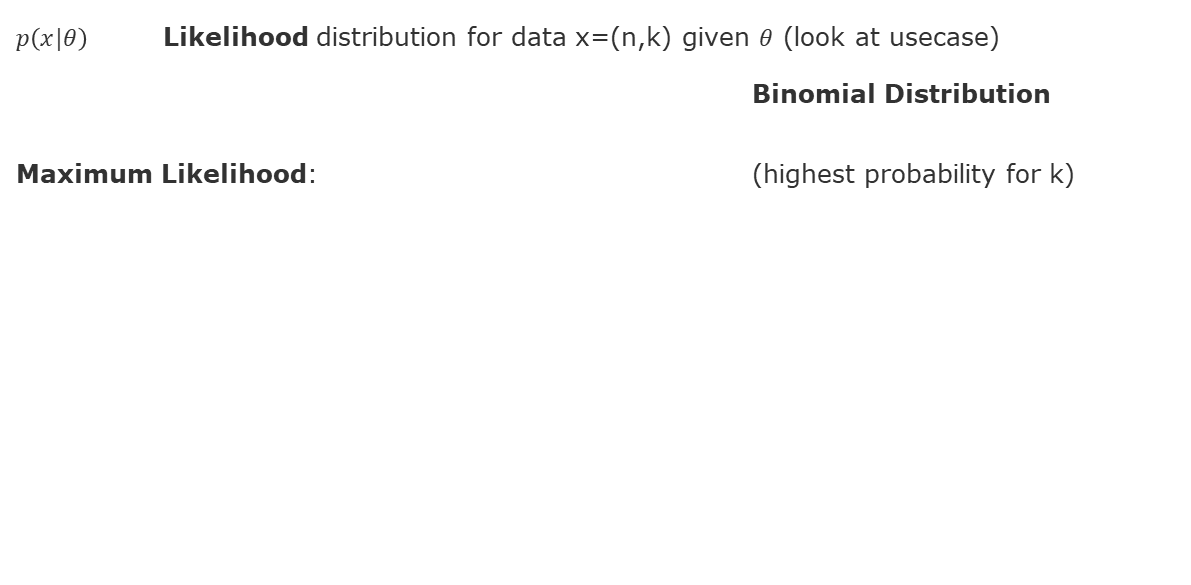 p(x|θ) Likelihood distribution for data x=(n,k) given θ (look at usecase)
Binomial Distribution
Maximum Likelihood: (highest probability for k)